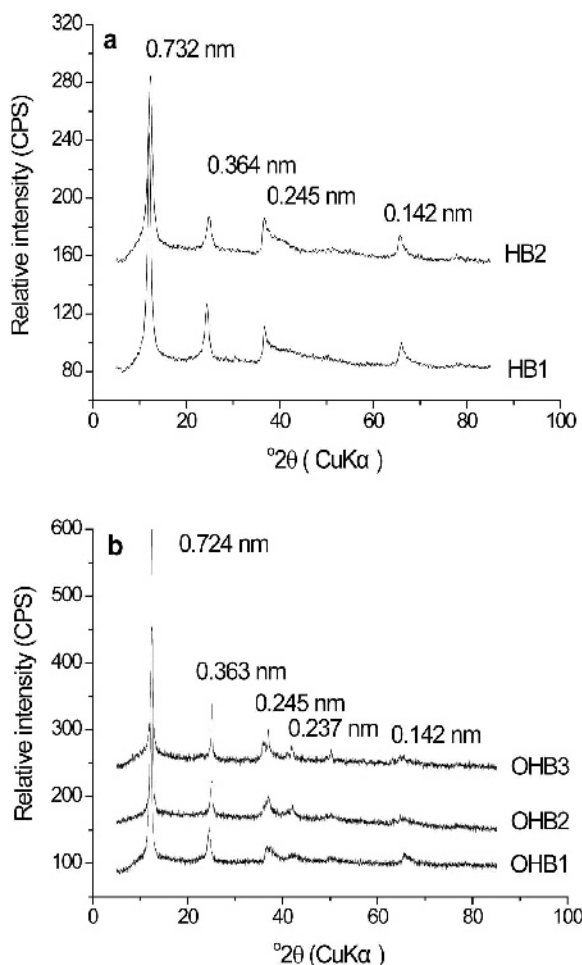 a
0.732 nm
0.364 nm
0.245 nm
0.142 nm
HB2
HB1
Relative intensity (CPS)
320
280
240
200
160
120
80
0 20 40 60 80 100
°2θ ( CuKα )
b
0.724 nm
0.363 nm
0.245 nm
0.237 nm
0.142 nm
OHB3
OHB2
OHB1
Relative intensity (CPS)
600
500
400
300
200
100
0 20 40 60 80 100
°2θ (CuKα)